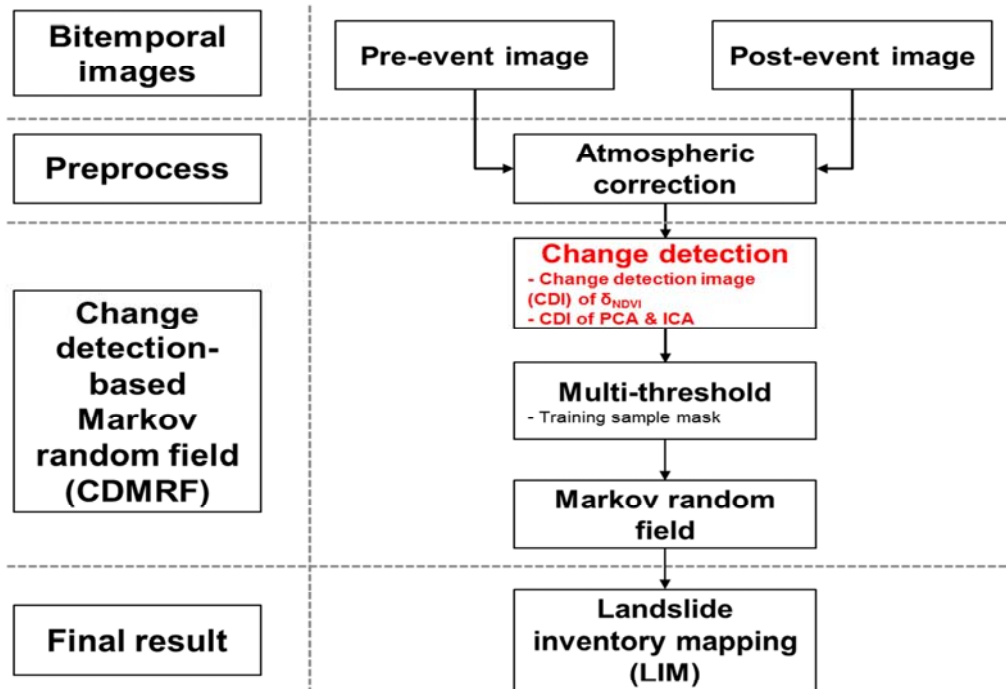 Bitemporal
images
Pre-event image
Post-event image
Preprocess
Atmospheric
correction
Change
detection-
based
Markov
random field
(CDMRF)
Change detection
- Change detection image
(CDI) of δNDVI
- CDI of PCA & ICA
Multi-threshold
- Training sample mask
Markov random
field
Final result
Landslide
inventory mapping
(LIM)